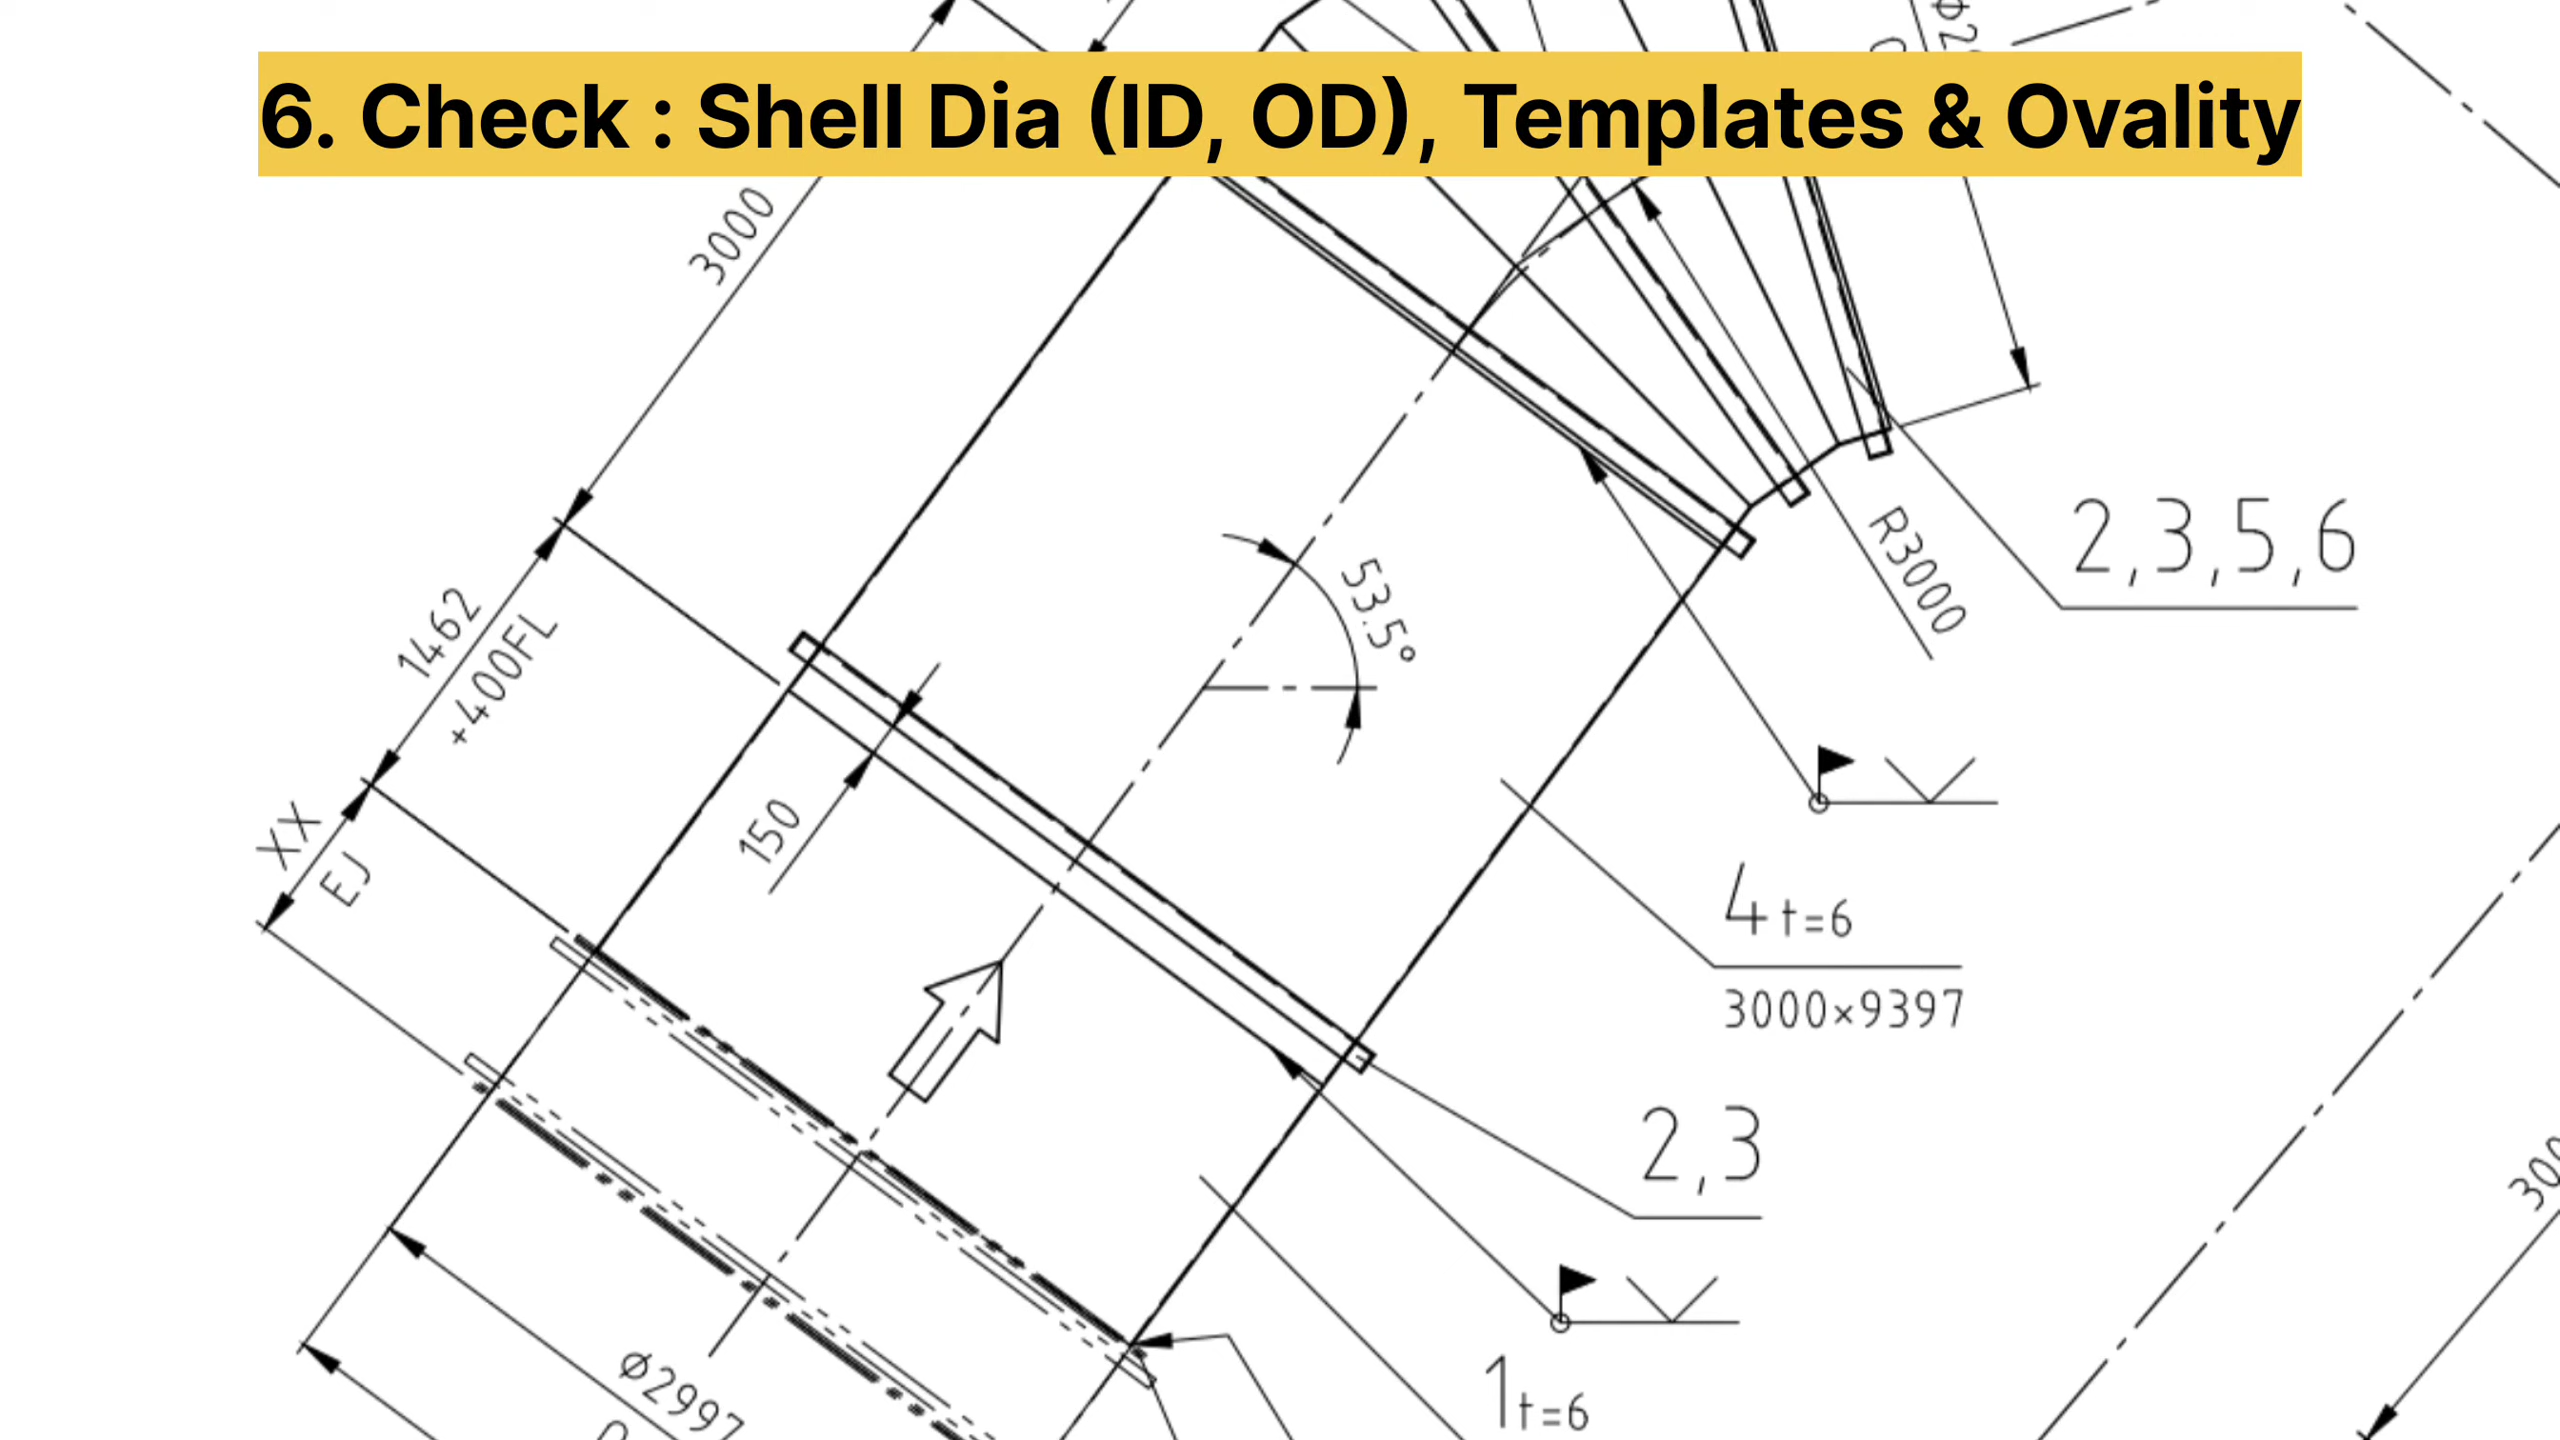 6. Check : Shell Dia (ID, OD), Templates & Ovality
3000
R3000
2,3,5,6
53.5°
1462
+400FL
150
XX
EJ
4 t=6
3000×9397
2,3
1 t=6
ø2997